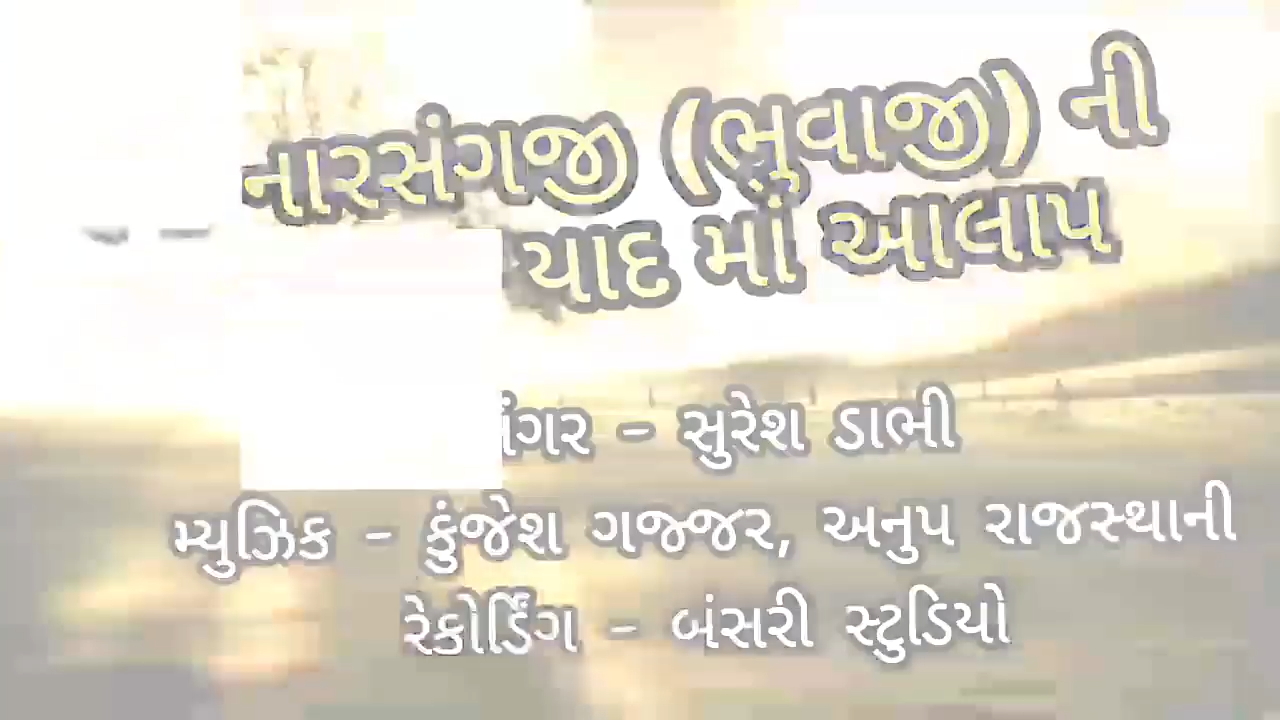 નારસંગજી (ભુવાજી) ની
યાદ માં આલાપ
– સુરેશ ડાભી
મ્યુઝિક – કુંજેશ ગજ્જર, અનુપ રાજસ્થાની
રેકોર્ડિંગ – બંસરી સ્ટુડિયો